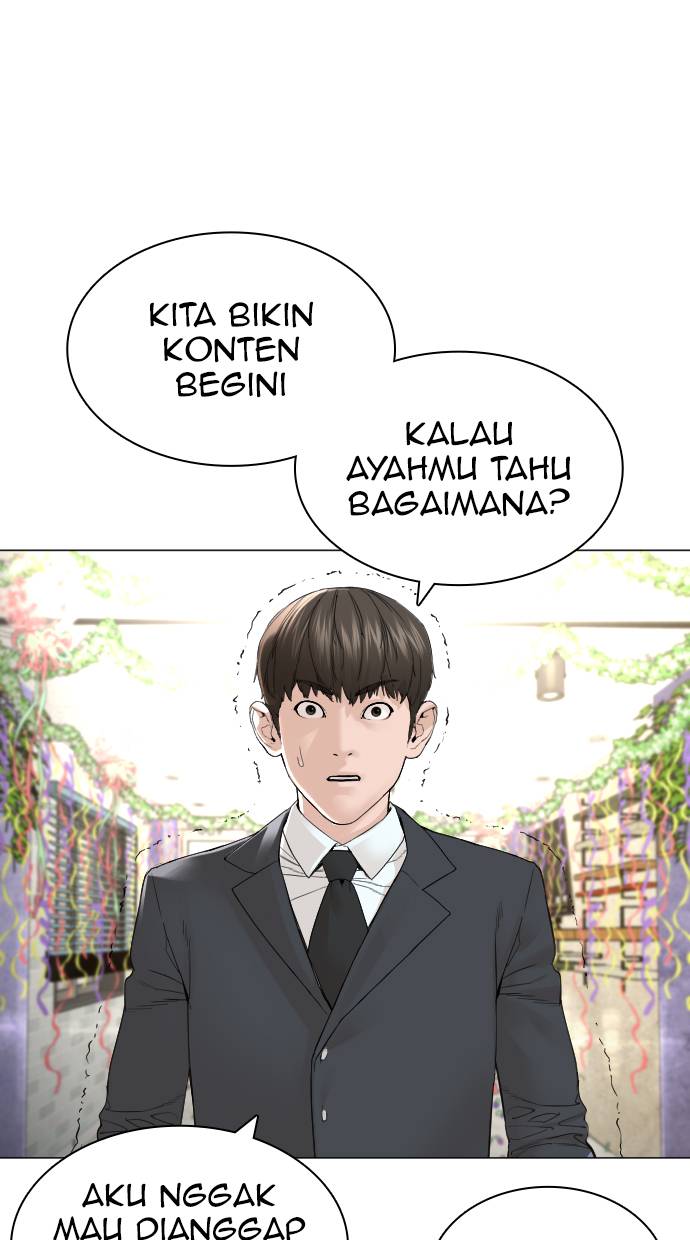 KITA BIKIN
KONTEN
BEGINI
KALAU
AYAHMU TAHU
BAGAIMANA?
AKU NGGAK
MAU DIANGGAP